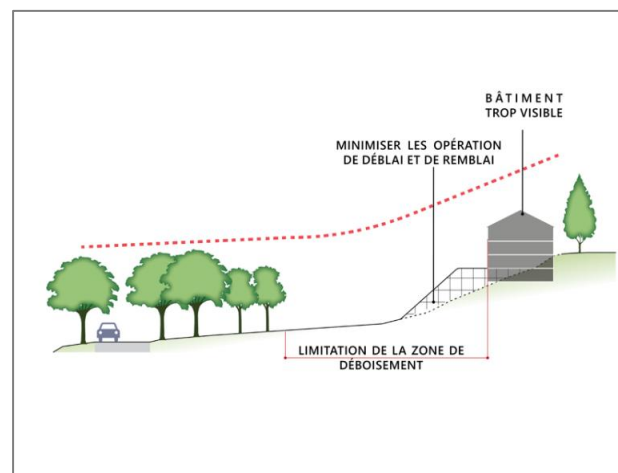 BÂTIMENT
TROP VISIBLE
MINIMISER LES OPÉRATION
DE DÉBLAI ET DE REMBLAI
LIMITATION DE LA ZONE DE
DÉBOISEMENT